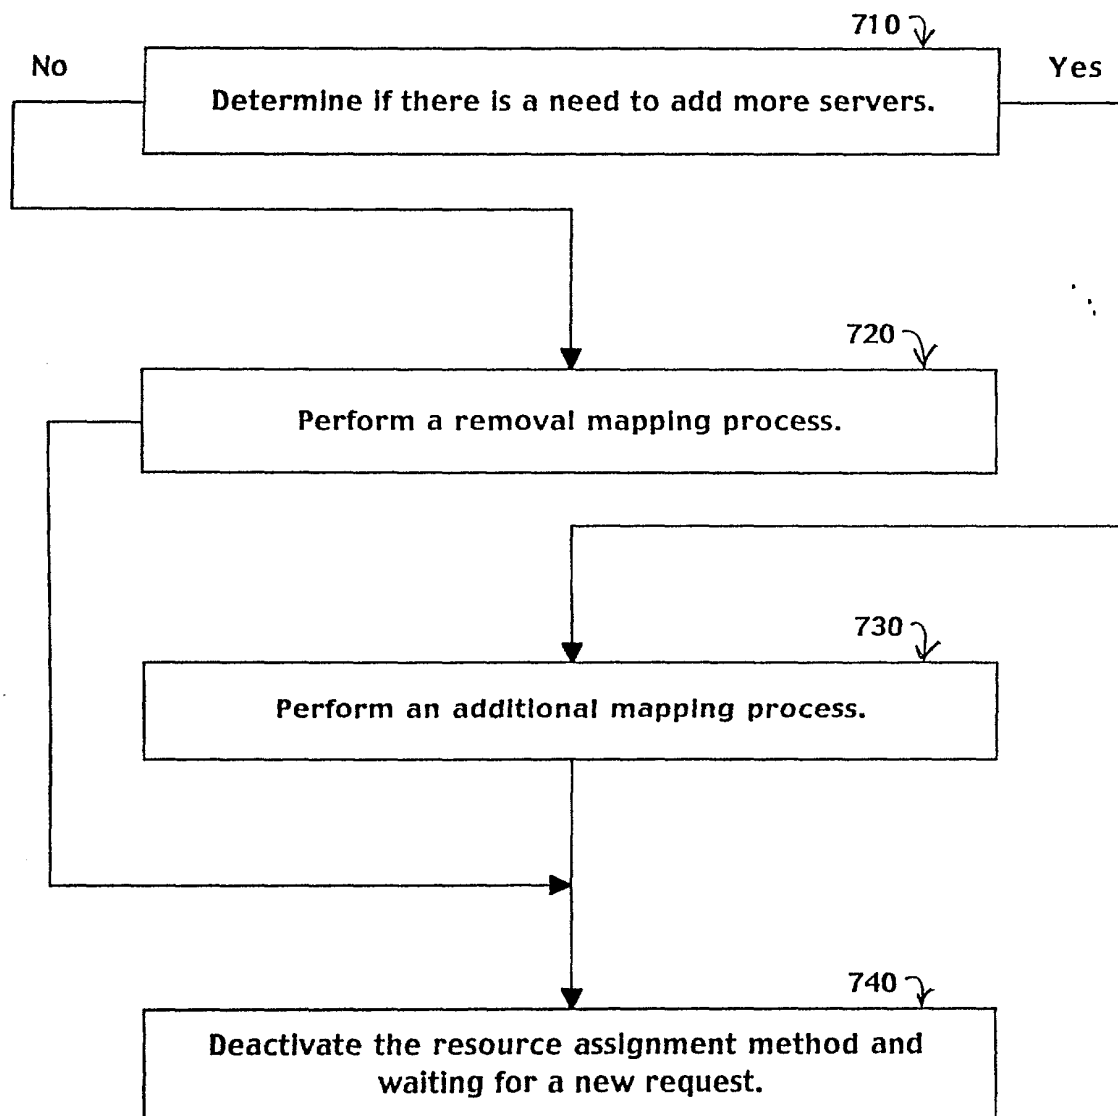 710
No
Yes
Determine if there is a need to add more servers.
720
Perform a removal mapping process.
730
Perform an additional mapping process.
740
Deactivate the resource assignment method and
waiting for a new request.